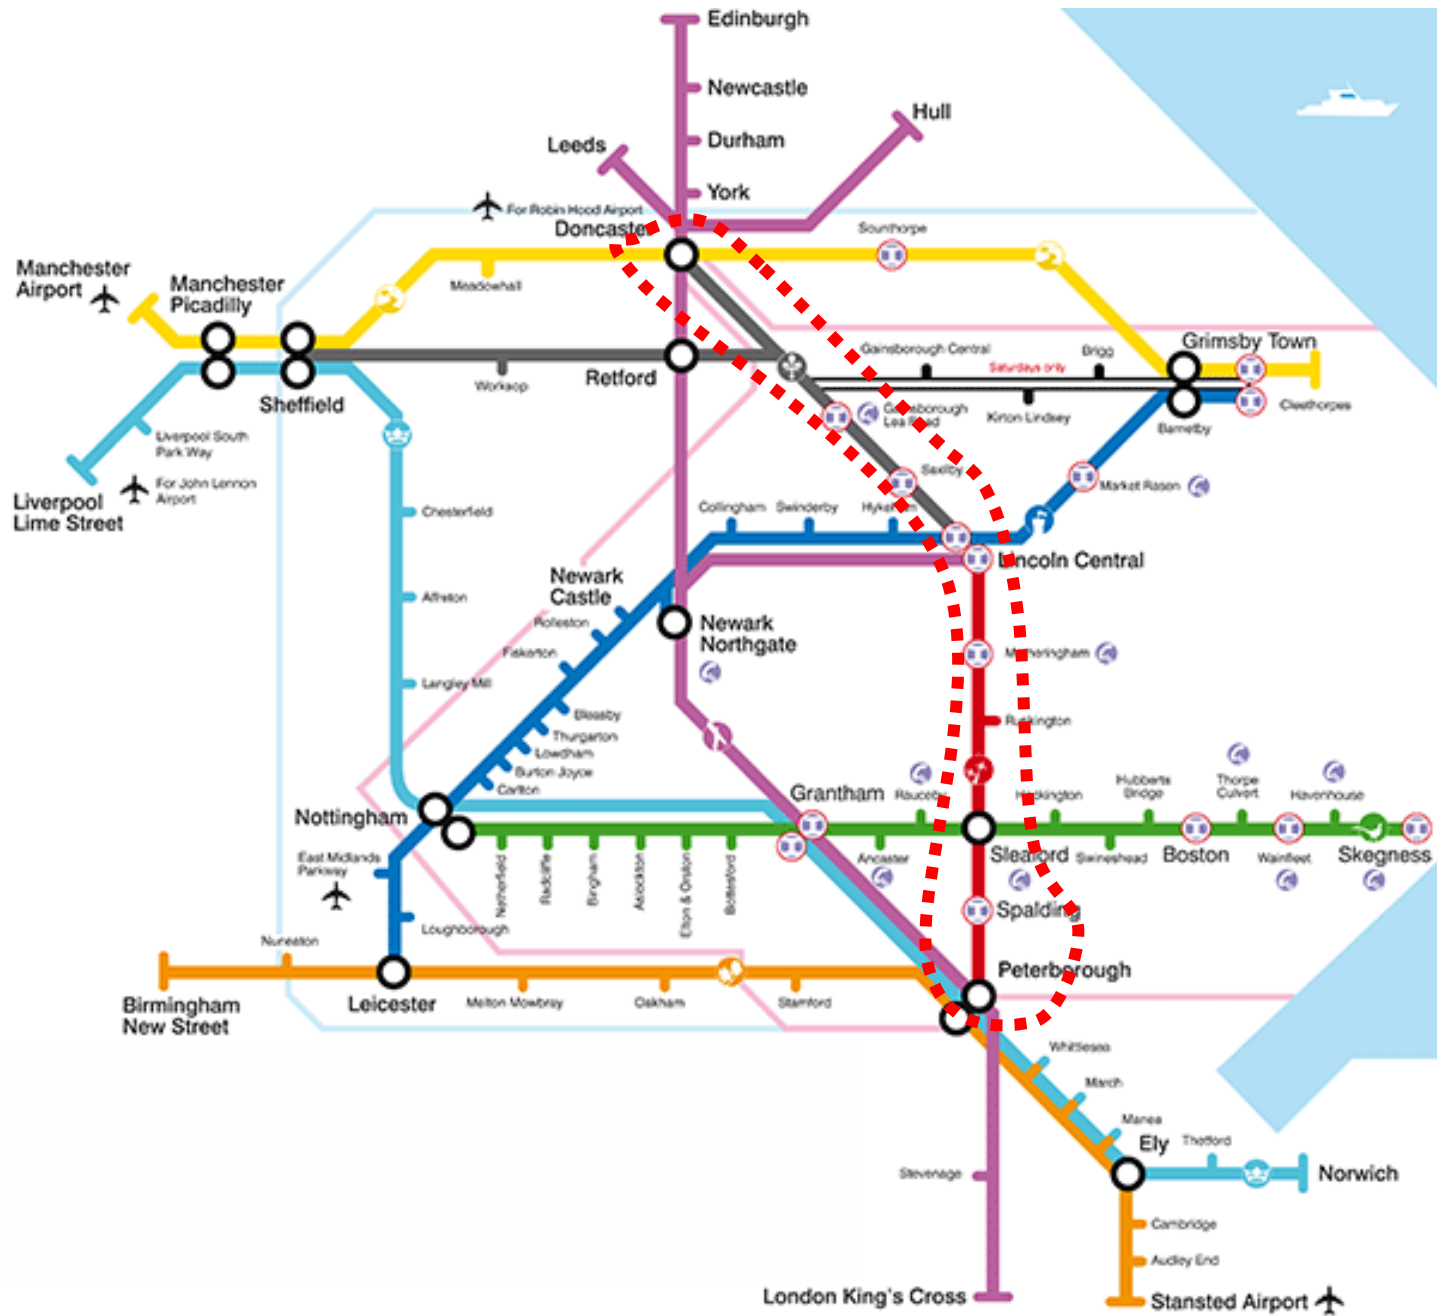 Edinburgh
Newcastle
Hull
Durham
Leeds
York
For Robin Hood Airport
Doncaster
Sounthorpe
Manchester
Airport
Manchester
Picadilly
Meadowhall
Grimsby Town
Gainsborough Central
Brigg
Saturdays only
Retford
Worksop
Sheffield
Gainsborough
Lea Road
Kirton Lindsey
Cleethorpes
Barnetby
Liverpool South
Park Way
For John Lennon
Airport
Liverpool
Lime Street
Saxilby
Market Rason
Chesterfield
Collingham
Swinderby
Hykeham
Lincoln Central
Newark
Castle
Alfreton
Rolleston
Newark
Northgate
Fiskerton
Metheringham
Langley Mill
Bleasby
Ruskington
Thurgarton
Lowdham
Burton Joyce
Carlton
Grantham
Rauceby
Heckington
Hubberts
Bridge
Thorpe
Culvert
Havenhouse
Nottingham
East Midlands
Parkway
Netherfield
Radcliffe
Bingham
Aslockton
Elton & Orston
Bottesford
Ancaster
Sleaford
Swineshead
Boston
Wainfleet
Skegness
Spalding
Loughborough
Nuneaton
Peterborough
Birmingham
New Street
Leicester
Melton Mowbray
Oakham
Stamford
Whittlesea
March
Manea
Ely
Thetford
Norwich
Stevenage
Cambridge
Audley End
London King's Cross
Stansted Airport